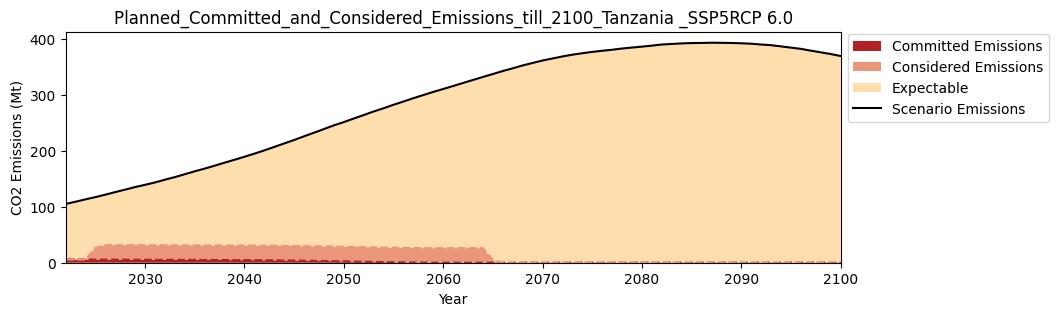 Planned_Committed_and_Considered_Emissions_till_2100_Tanzania _SSP5RCP 6.0
Committed Emissions
Considered Emissions
Expectable
Scenario Emissions
CO2 Emissions (Mt)
400
300
200
100
0
2030 2040 2050 2060 2070 2080 2090 2100
Year